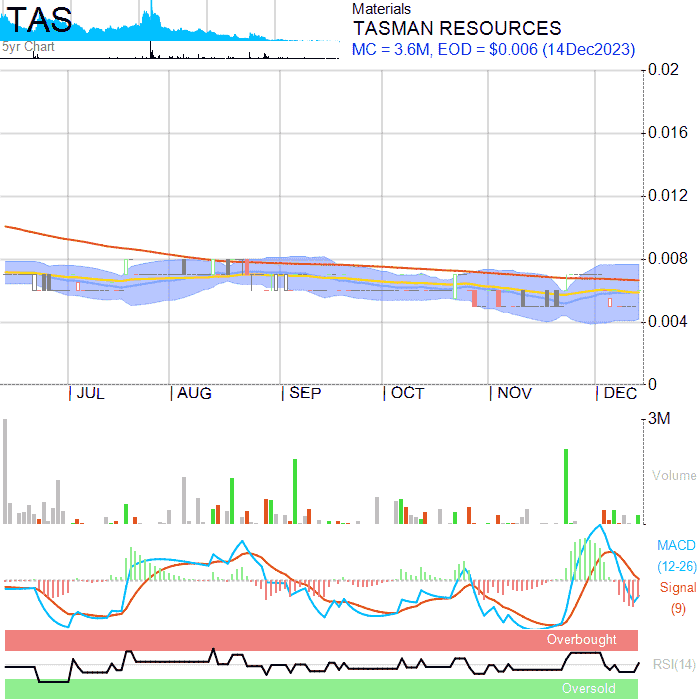 TAS
5yr Chart
Materials
TASMAN RESOURCES
MC = 3.6M, EOD = $0.006 (14Dec2023)
0.02
0.016
0.012
0.008
0.004
0
JUL AUG SEP OCT NOV DEC
3M
Volume
MACD
(12-26)
Signal
(9)
Overbought
RSI(14)
Oversold